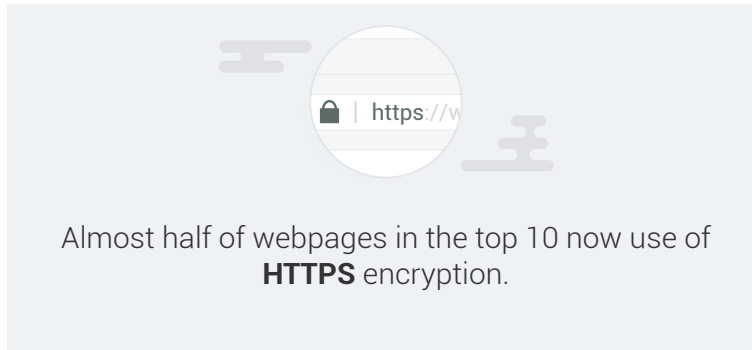 https://w
Almost half of webpages in the top 10 now use of
HTTPS encryption.